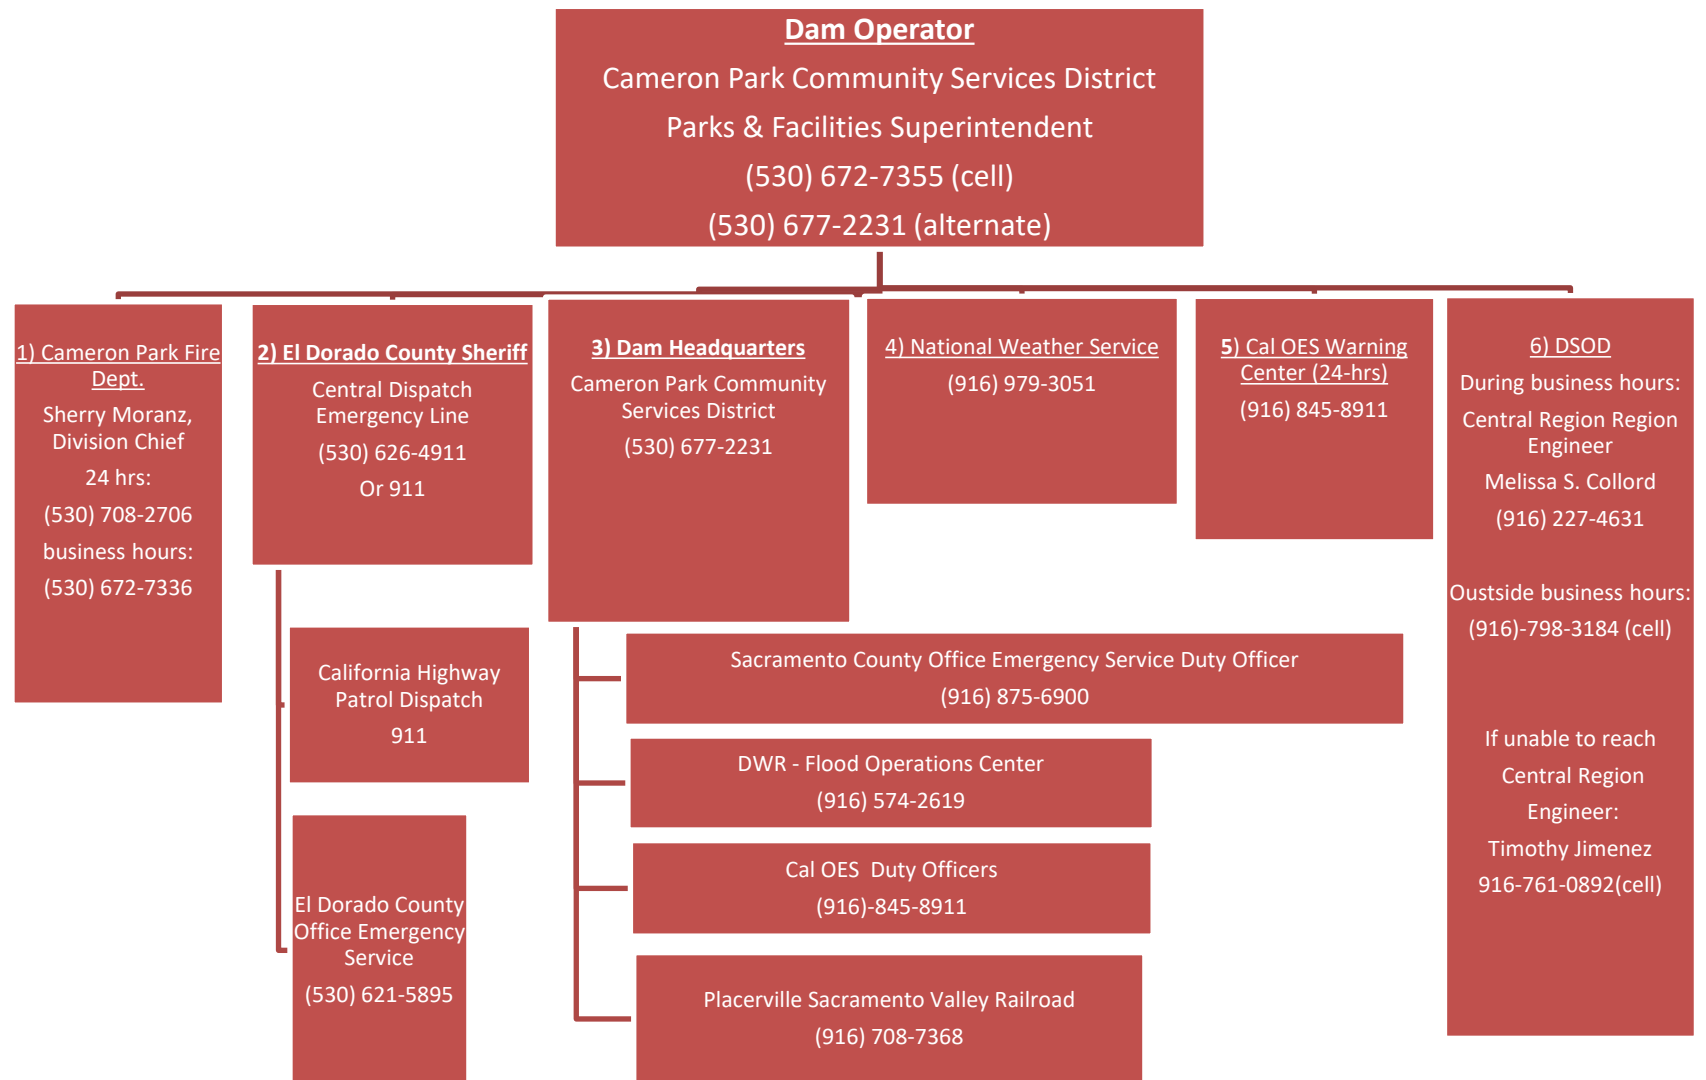 Dam Operator
Cameron Park Community Services District
Parks & Facilities Superintendent
(530) 672-7355 (cell)
(530) 677-2231 (alternate)
1) Cameron Park Fire
Dept.
Sherry Moranz,
Division Chief
24 hrs:
(530) 708-2706
business hours:
(530) 672-7336
2) El Dorado County Sheriff
Central Dispatch
Emergency Line
(530) 626-4911
Or 911
California Highway
Patrol Dispatch
911
El Dorado County
Office Emergency
Service
(530) 621-5895
3) Dam Headquarters
Cameron Park Community
Services District
(530) 677-2231
Sacramento County Office Emergency Service Duty Officer
(916) 875-6900
DWR - Flood Operations Center
(916) 574-2619
Cal OES  Duty Officers
(916)-845-8911
Placerville Sacramento Valley Railroad
(916) 708-7368
4) National Weather Service
(916) 979-3051
5) Cal OES Warning
Center (24-hrs)
(916) 845-8911
6) DSOD
During business hours:
Central Region Region
Engineer
Melissa S. Collord
(916) 227-4631
Oustside business hours:
(916)-798-3184 (cell)
If unable to reach
Central Region
Engineer:
Timothy Jimenez
916-761-0892(cell)